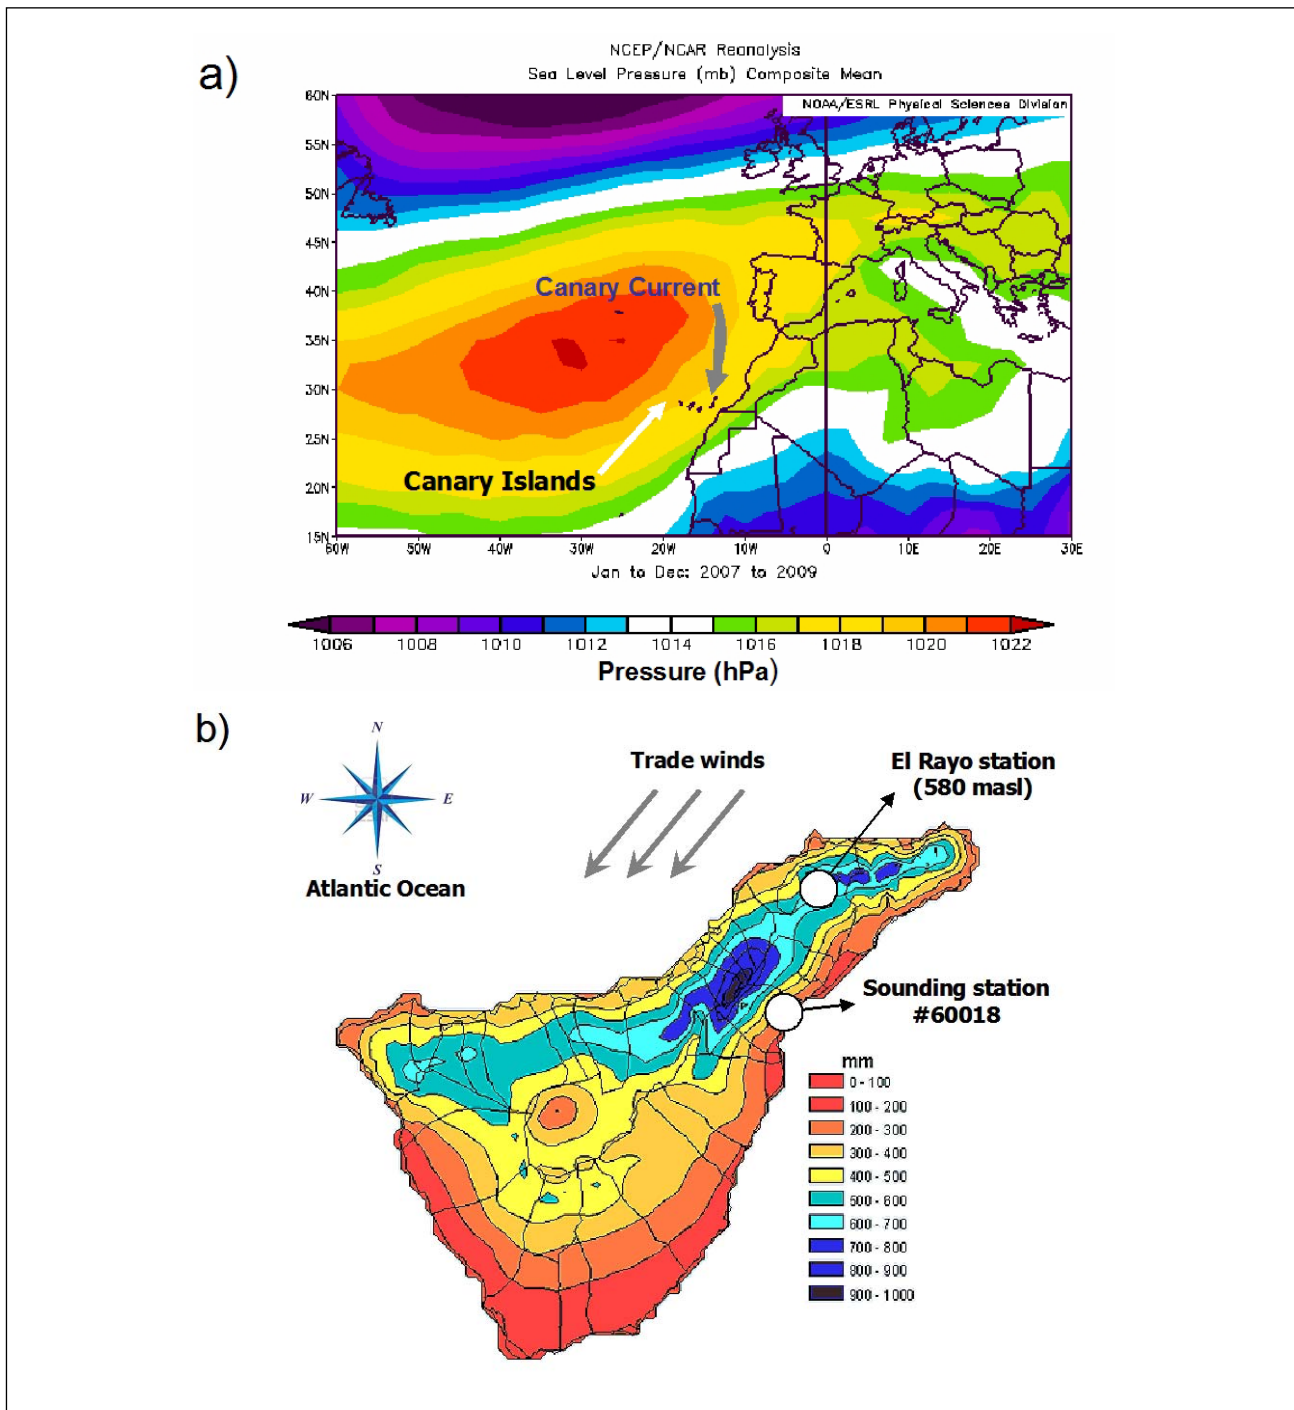 a)
NCEP/NCAR Reanalysis
Sea Level Pressure (mb) Composite Mean
NOAA/ESRL Physical Sciences Division
60N
55N
50N
45N
40N
35N
30N
25N
20N
15N
Canary Current
Canary Islands
60W 50W 40W 30W 20W 10W 0 10E 20E 30E
Jan to Dec: 2007 to 2009
1006 1008 1010 1012 1014 1016 1018 1020 1022
Pressure (hPa)
b)
N
W E
S
Atlantic Ocean
Trade winds
El Rayo station
(580 masl)
Sounding station
#60018
mm
0 - 100
100 - 200
200 - 300
300 - 400
400 - 500
500 - 600
600 - 700
700 - 800
800 - 900
900 - 1000